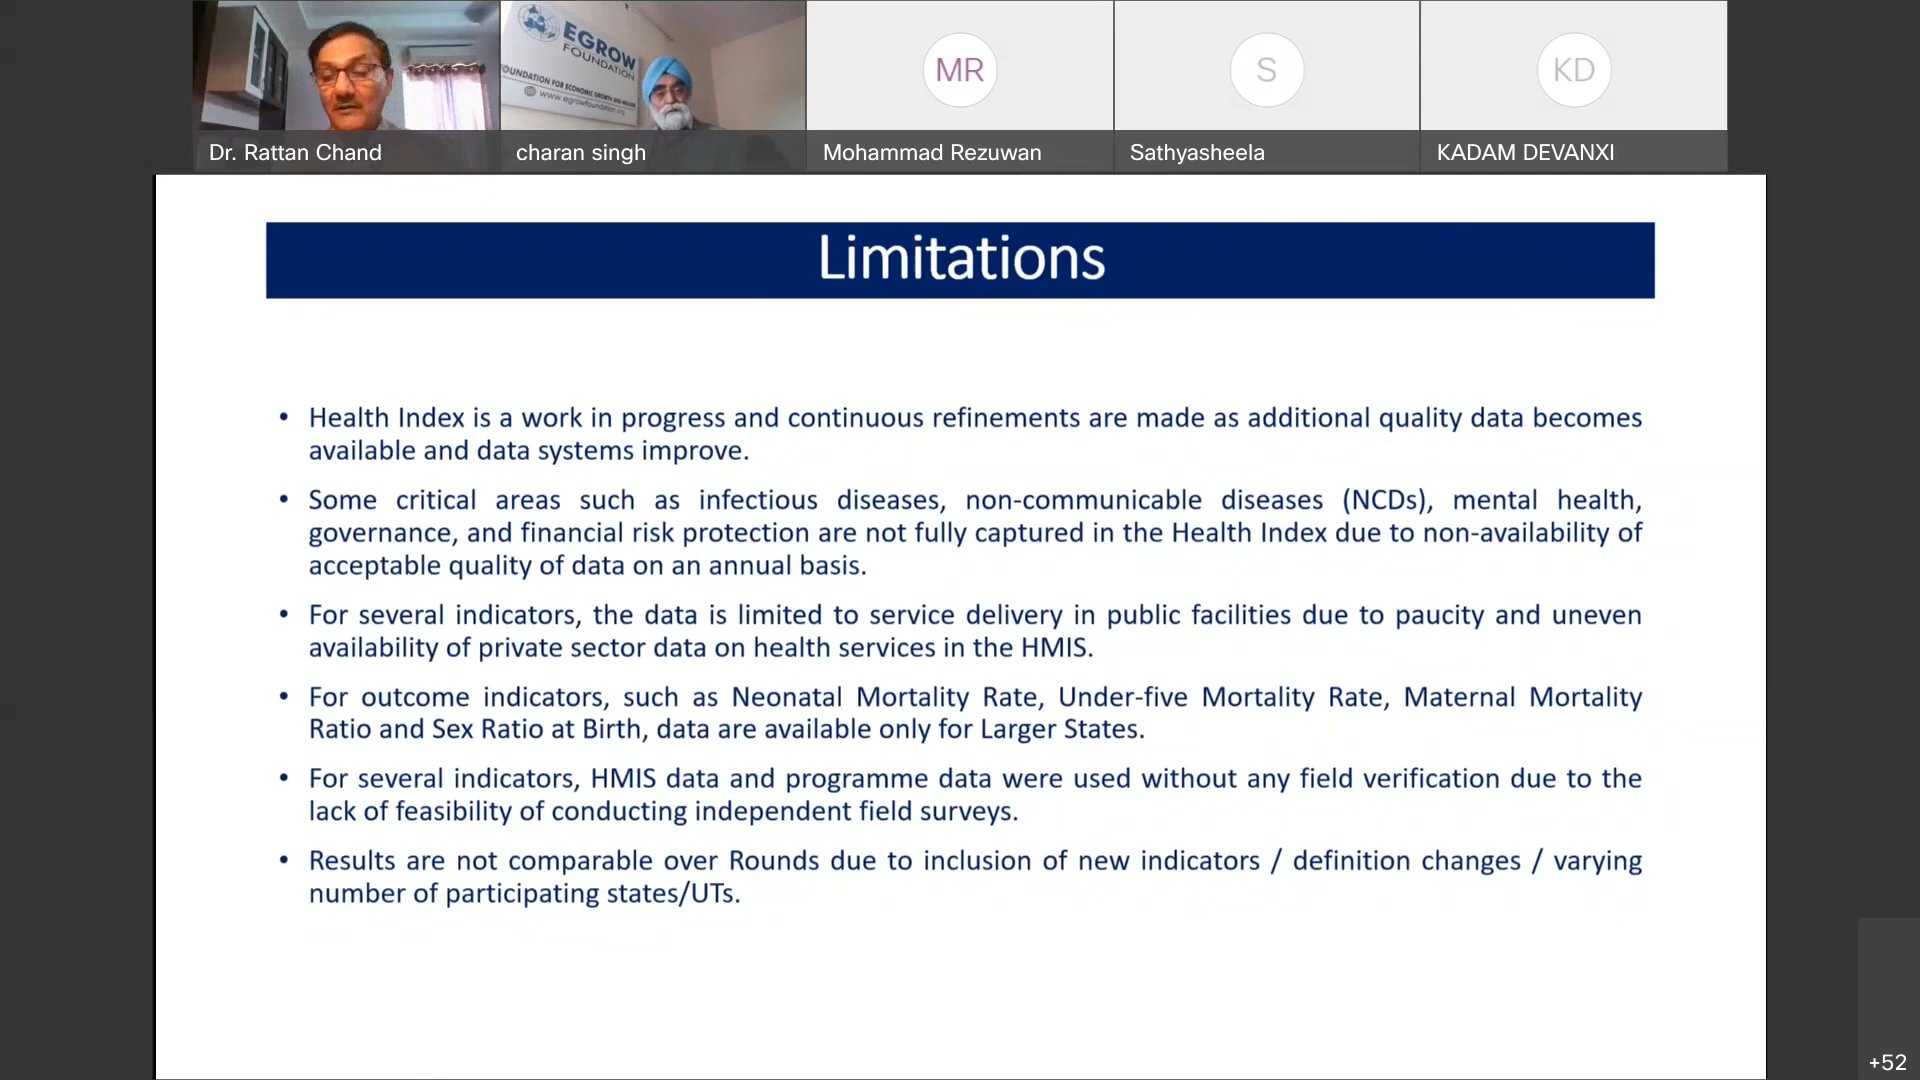 EGROW
FOUNDATION
FOUNDATION FOR ECONOMIC GROWTH AND WELFARE
www.egrowfoundation.org
MR
S
KD
Dr. Rattan Chand
charan singh
Mohammad Rezuwan
Sathyasheela
KADAM DEVANXI
Limitations
• Health Index is a work in progress and continuous refinements are made as additional quality data becomes
available and data systems improve.
• Some critical areas such as infectious diseases, non-communicable diseases (NCDs), mental health,
governance, and financial risk protection are not fully captured in the Health Index due to non-availability of
acceptable quality of data on an annual basis.
• For several indicators, the data is limited to service delivery in public facilities due to paucity and uneven
availability of private sector data on health services in the HMIS.
• For outcome indicators, such as Neonatal Mortality Rate, Under-five Mortality Rate, Maternal Mortality
Ratio and Sex Ratio at Birth, data are available only for Larger States.
• For several indicators, HMIS data and programme data were used without any field verification due to the
lack of feasibility of conducting independent field surveys.
• Results are not comparable over Rounds due to inclusion of new indicators / definition changes / varying
number of participating states/UTs.
+52